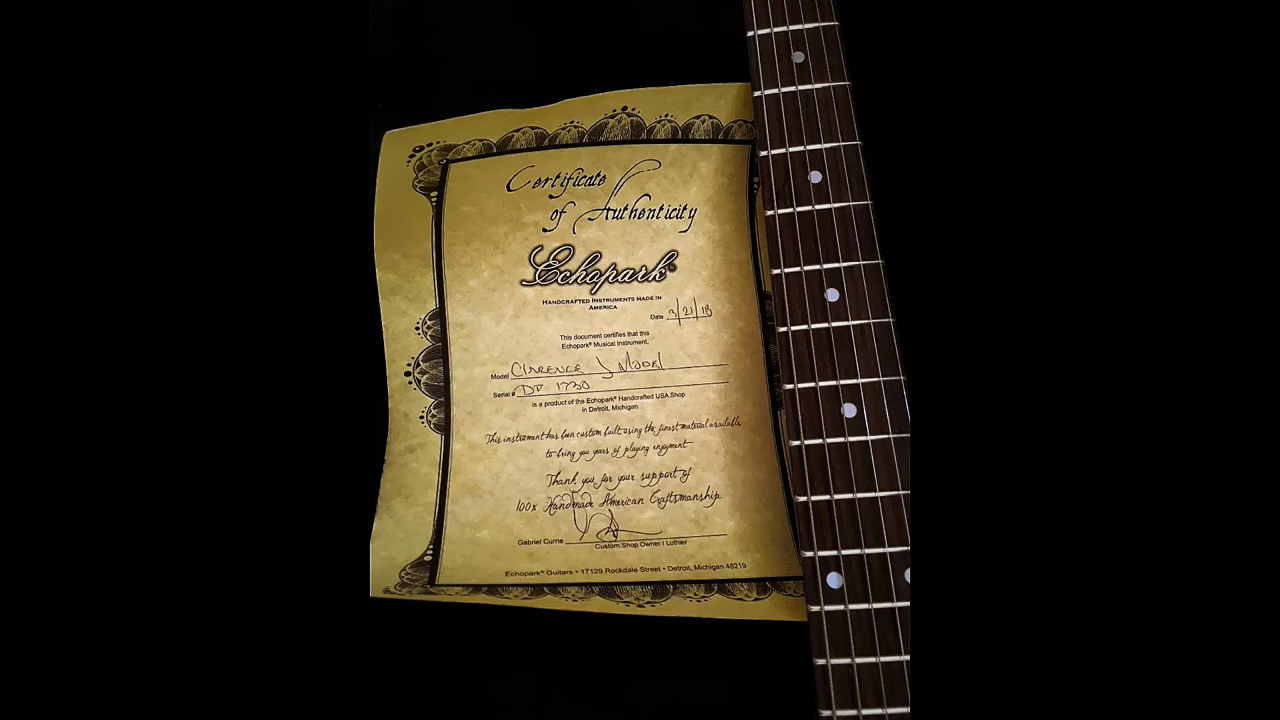 Certificate
of Authenticity
Echopark®
HANDCRAFTED INSTRUMENTS MADE IN
AMERICA
Date 3/21/18
This document certifies that this
Echopark® Musical Instrument,
Model Clarence J Model
Serial # DT 1730
is a product of the Echopark® Handcrafted USA Shop
in Detroit, Michigan
This instrument has been custom built using the finest material available,
to bring you years of playing enjoyment
Thank you for your support of
100% Handmade American Craftsmanship.
Gabriel Currie
Custom Shop Owner / Luthier
Echopark® Guitars • 17129 Rockdale Street • Detroit, Michigan 48219